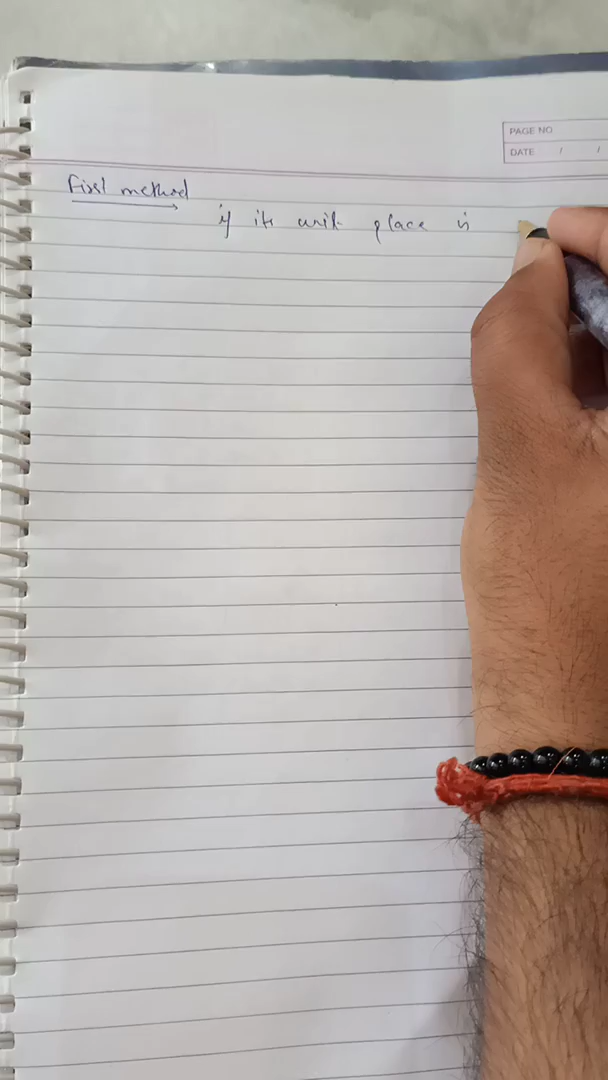 PAGE NO
DATE / /
First method
if its unit place is